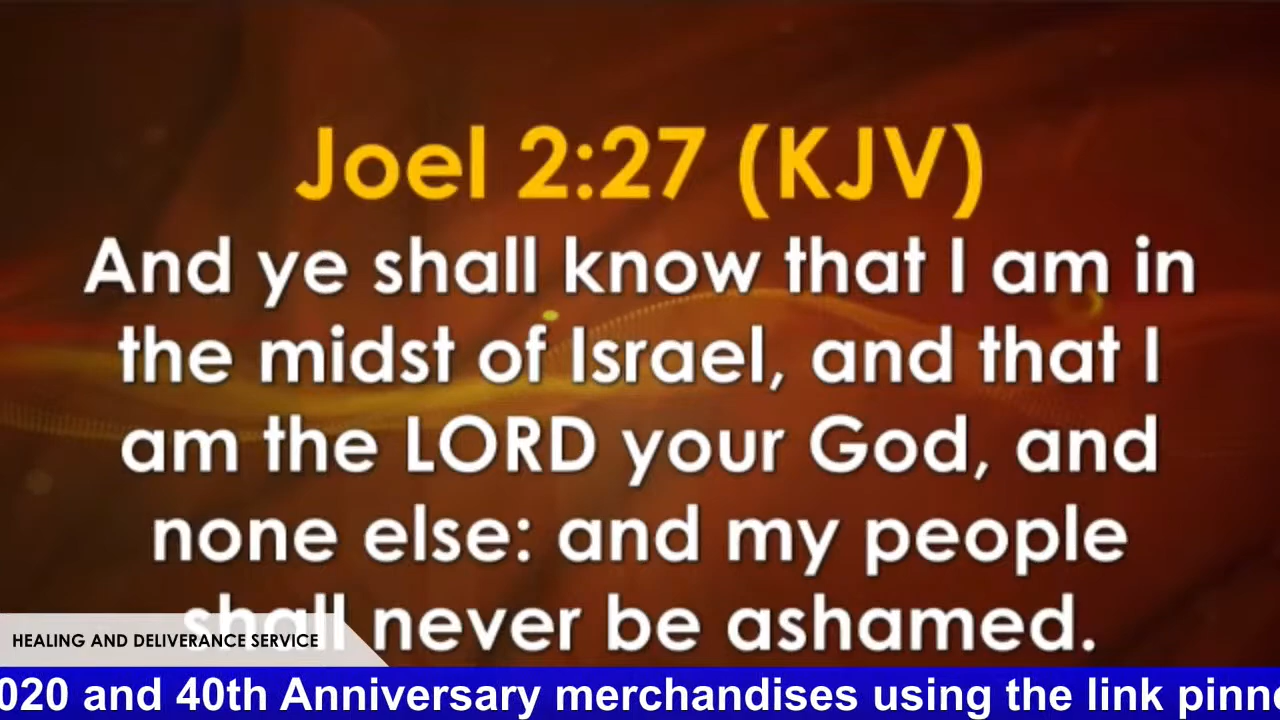 Joel 2:27 (KJV)
And ye shall know that I am in
the midst of Israel, and that I
am the LORD your God, and
none else: and my people
shall never be ashamed.
HEALING AND DELIVERANCE SERVICE
020 and 40th Anniversary merchandises using the link pinn